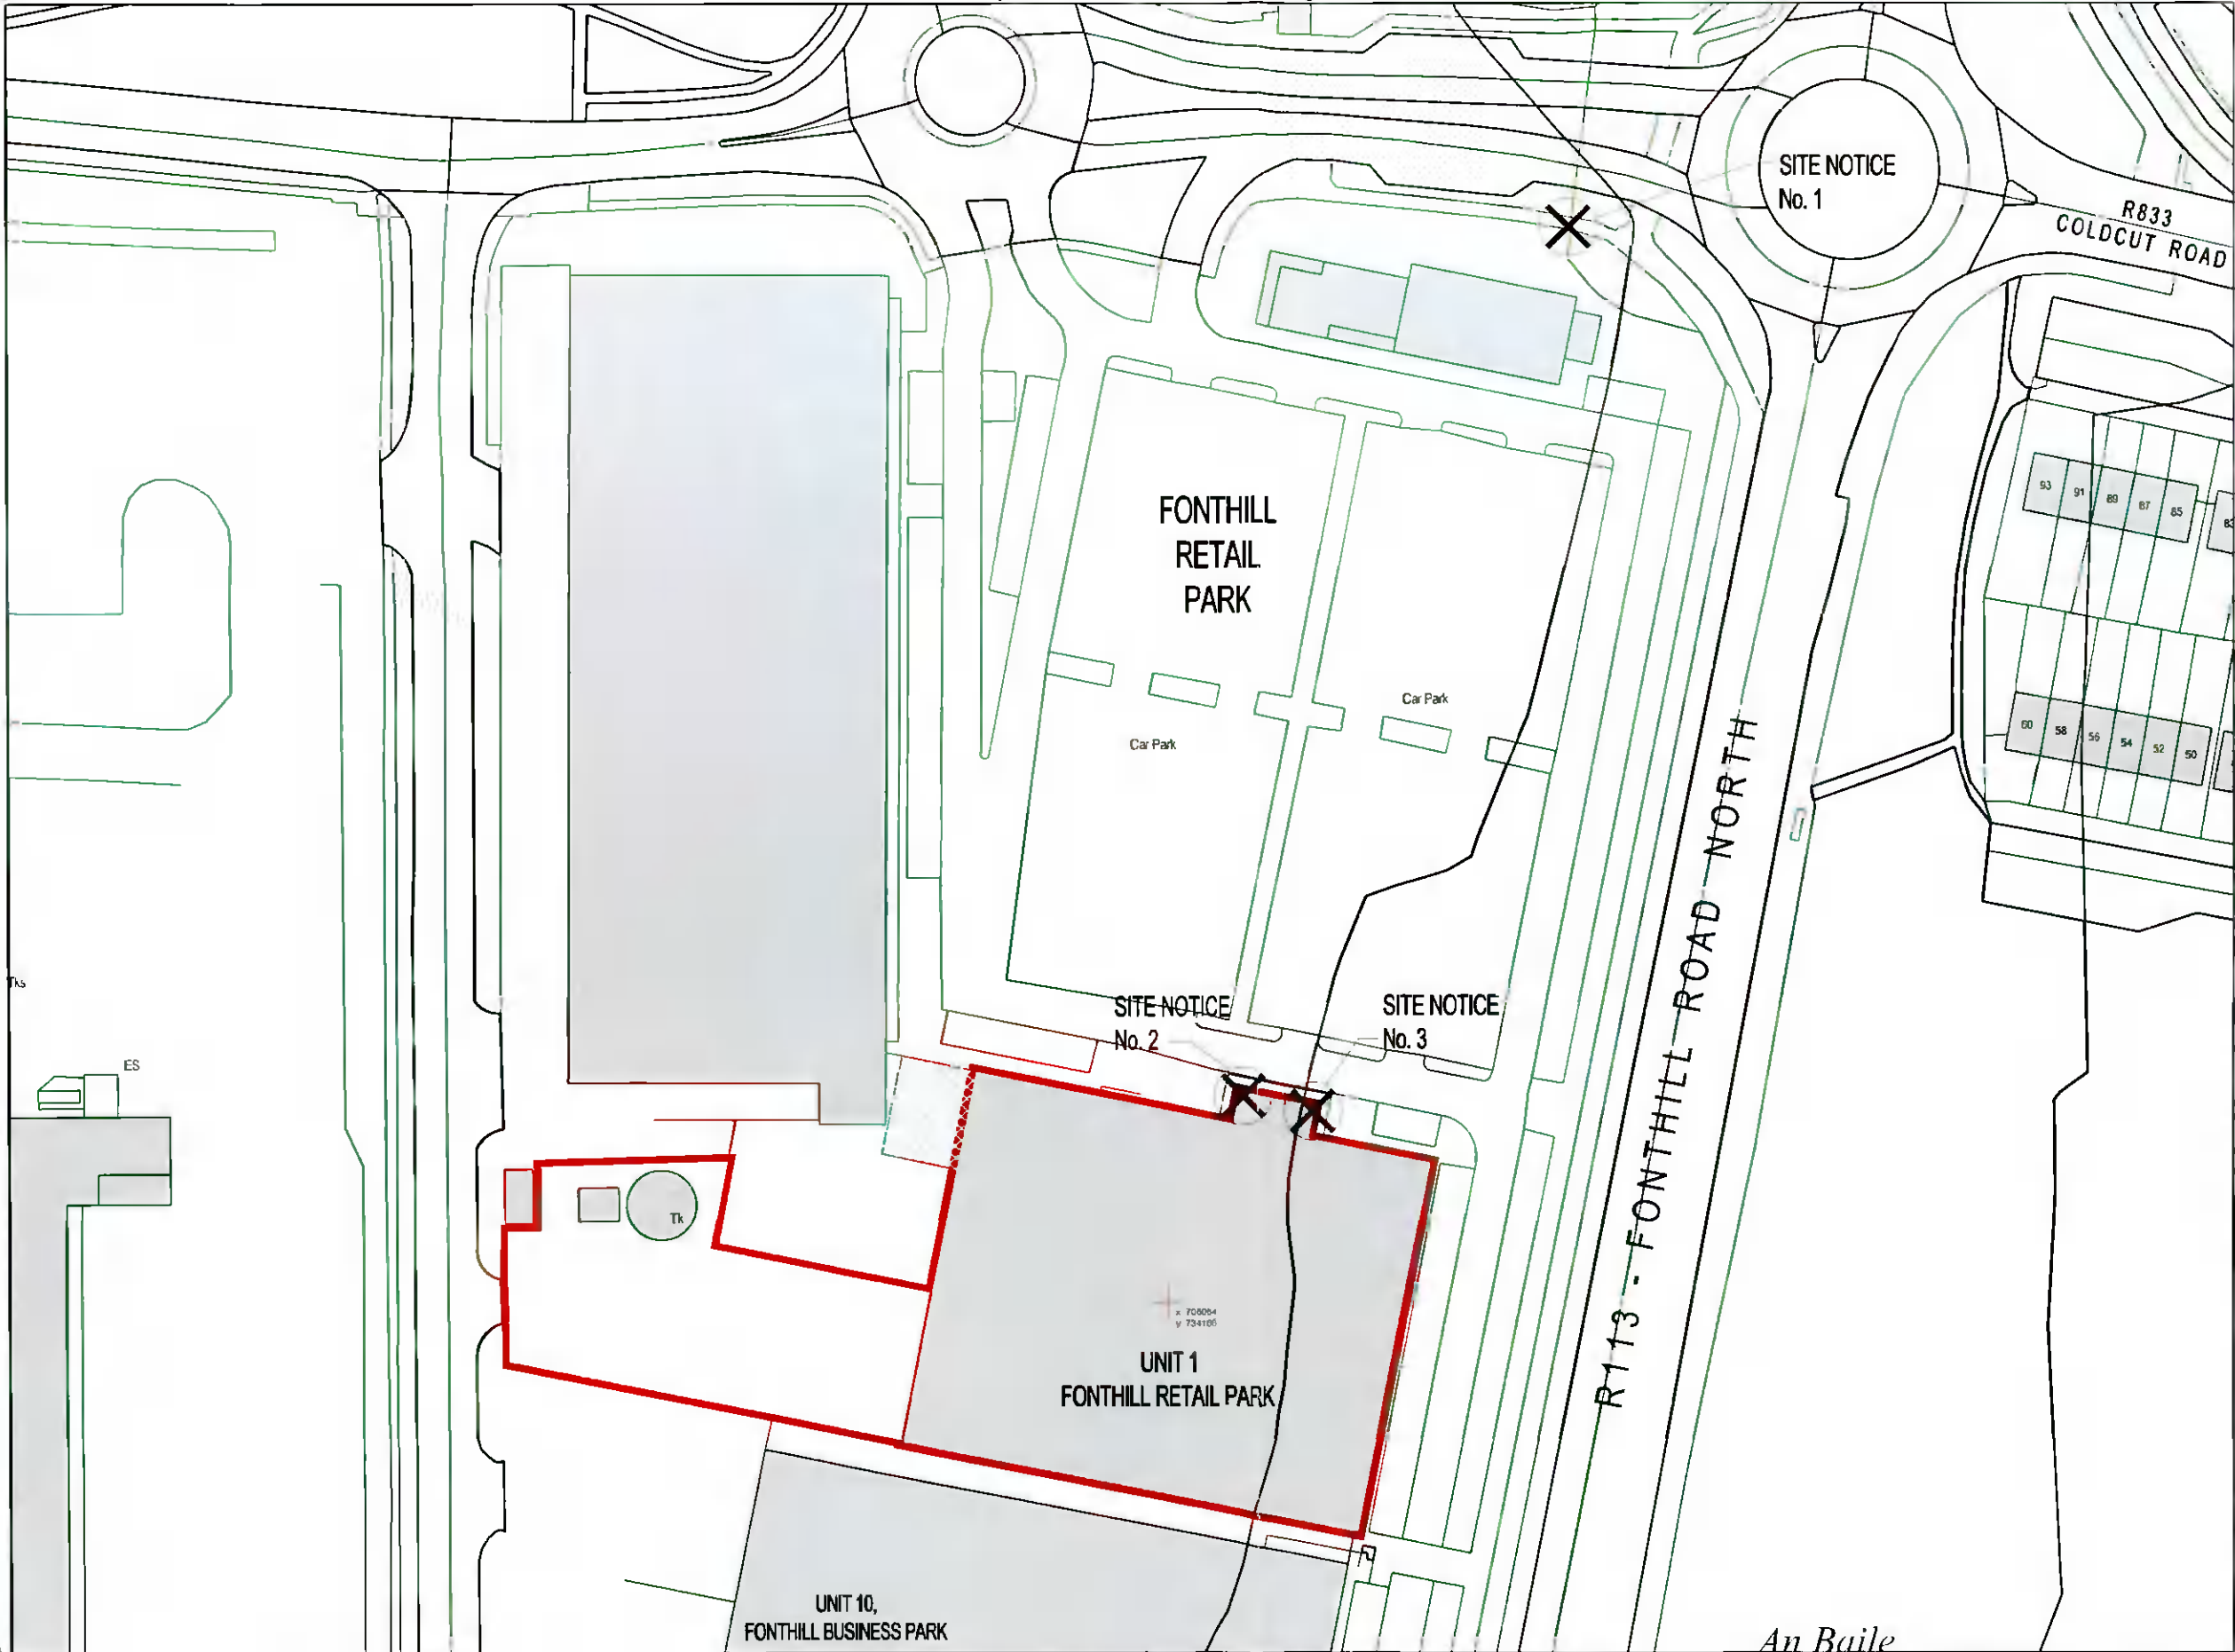 SITE NOTICE
No. 1
R833
COLDCUT ROAD
93
91
89
87
85
FONTHILL
RETAIL
PARK
Car Park
Car Park
60
58
56
54
52
50
R113 - FONTHILL ROAD NORTH
Tks
SITE NOTICE
No. 2
SITE NOTICE
No. 3
ES
Tk
UNIT 1
FONTHILL RETAIL PARK
UNIT 10,
FONTHILL BUSINESS PARK
An Baile